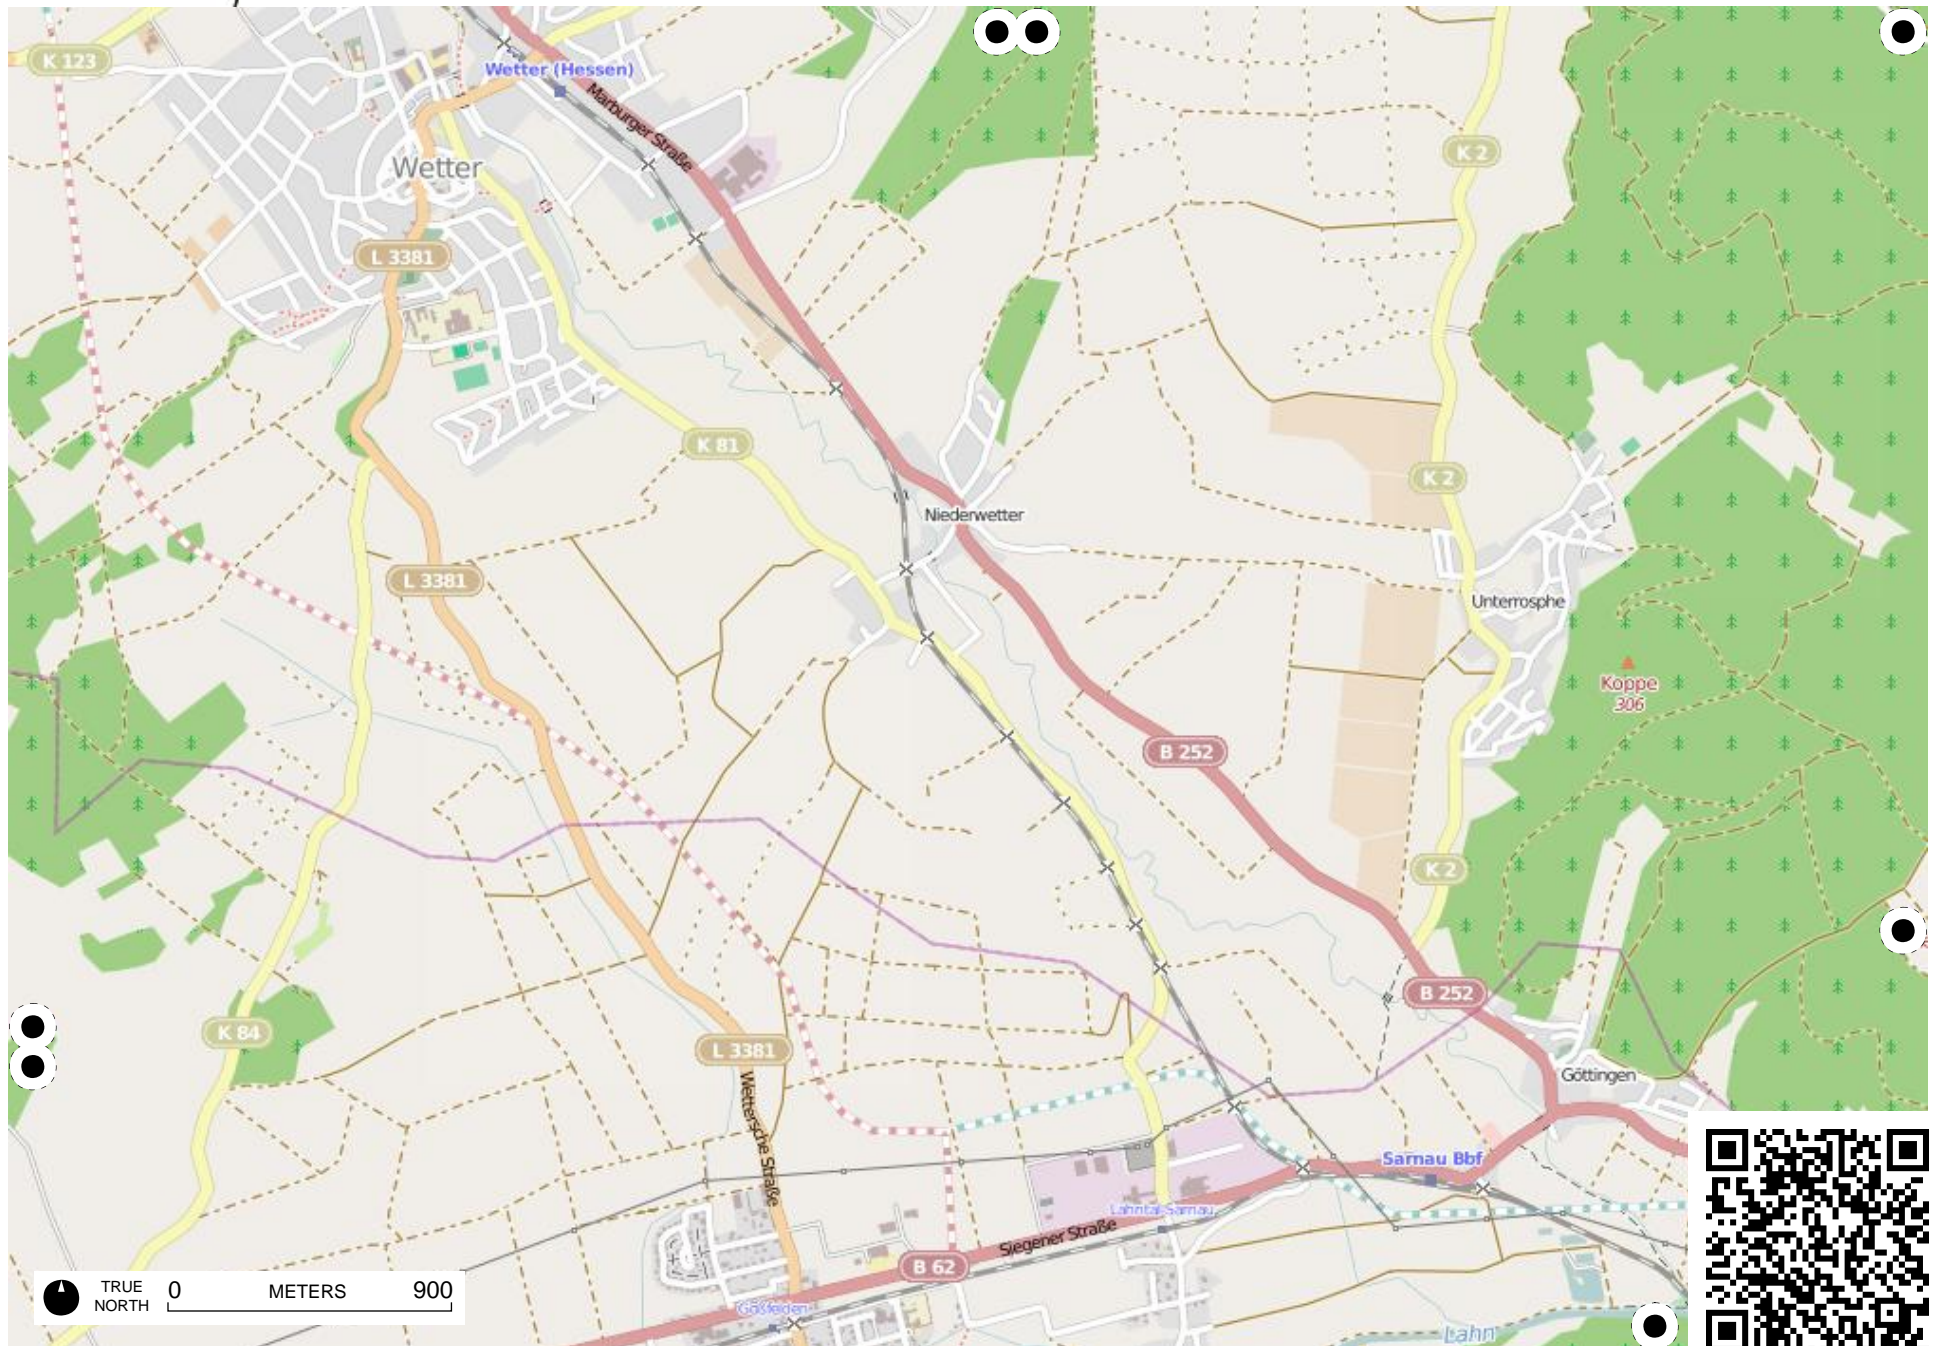 K 123
Wetter (Hessen)
Marburger Straße
K 2
Wetter
L 3381
K 81
K 2
Niederwetter
L 3381
Unterrosphe
Koppe
306
B 252
K 2
B 252
K 84
L 3381
Göttingen
Wettersche Straße
Sarnau Bbf
Lahntal-Sarnau
Siegener Straße
B 62
Goßfelden
Lahn
TRUE
NORTH
0 METERS 900